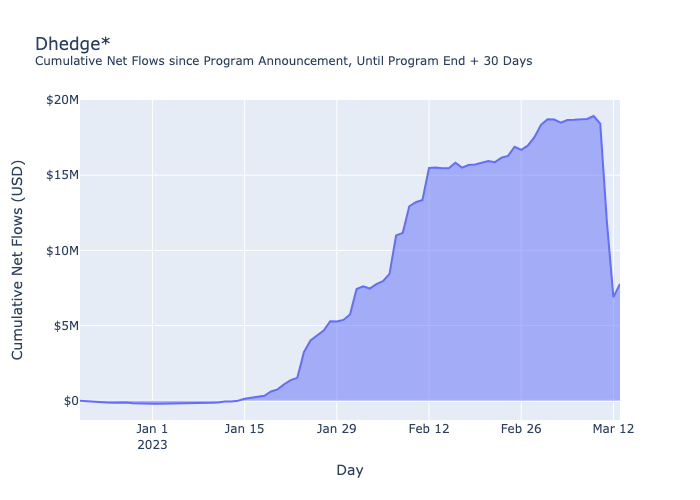 Dhedge*
Cumulative Net Flows since Program Announcement, Until Program End + 30 Days
Cumulative Net Flows (USD)
$20M
$15M
$10M
$5M
$0
Jan 1
2023
Jan 15
Jan 29
Feb 12
Feb 26
Mar 12
Day